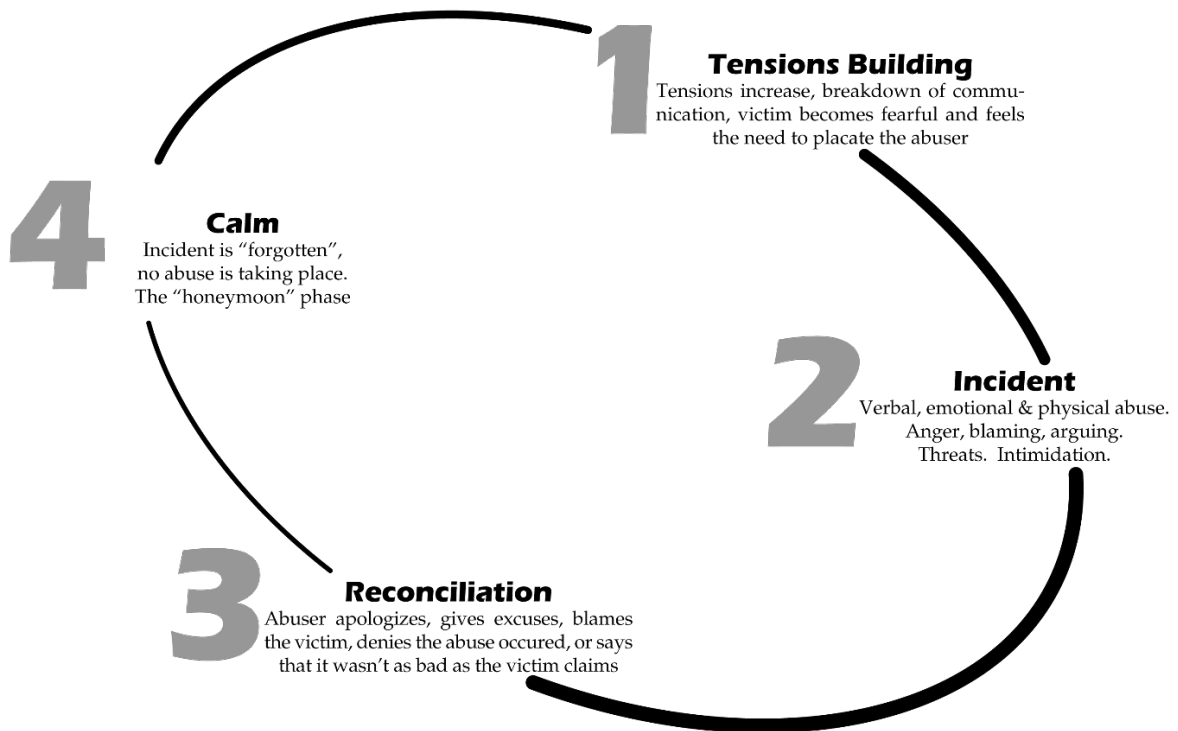 1
Tensions Building
Tensions increase, breakdown of commu-
nication, victim becomes fearful and feels
the need to placate the abuser
2
Incident
Verbal, emotional & physical abuse.
Anger, blaming, arguing.
Threats.  Intimidation.
3
Reconciliation
Abuser apologizes, gives excuses, blames
the victim, denies the abuse occured, or says
that it wasn’t as bad as the victim claims
4
Calm
Incident is “forgotten”,
no abuse is taking place.
The “honeymoon” phase